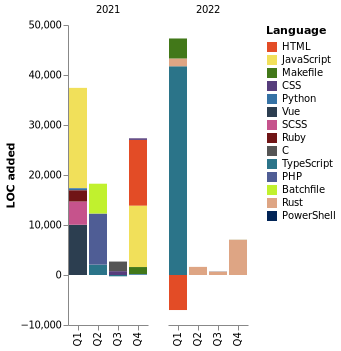 2021
2022
LOC added
50,000
40,000
30,000
20,000
10,000
0
−10,000
Q1
Q2
Q3
Q4
Q1
Q2
Q3
Q4
Language
HTML
JavaScript
Makefile
CSS
Python
Vue
SCSS
Ruby
C
TypeScript
PHP
Batchfile
Rust
PowerShell